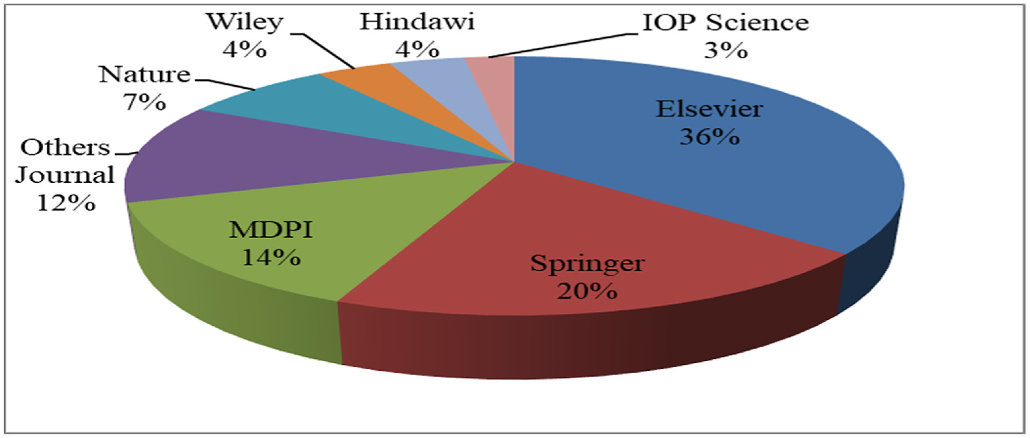 Wiley
4%
Hindawi
4%
IOP Science
3%
Nature
7%
Elsevier
36%
Others
Journal
12%
MDPI
14%
Springer
20%